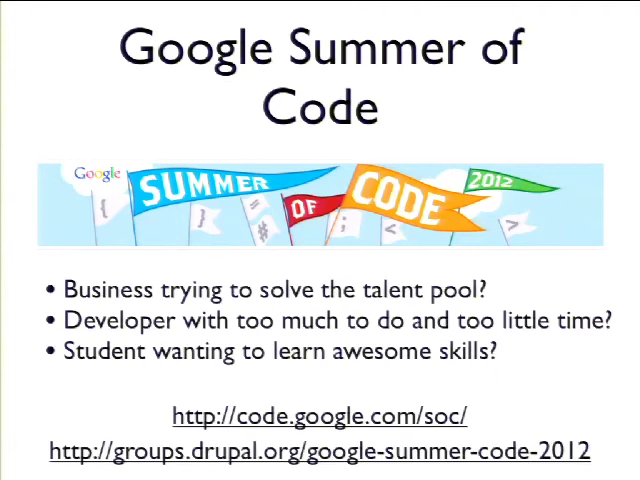 Google Summer of
Code
Google
SUMMER
OF
CODE
2012
{
}
=
#
;
<
>
• Business trying to solve the talent pool?
• Developer with too much to do and too little time?
• Student wanting to learn awesome skills?
http://code.google.com/soc/
http://groups.drupal.org/google-summer-code-2012